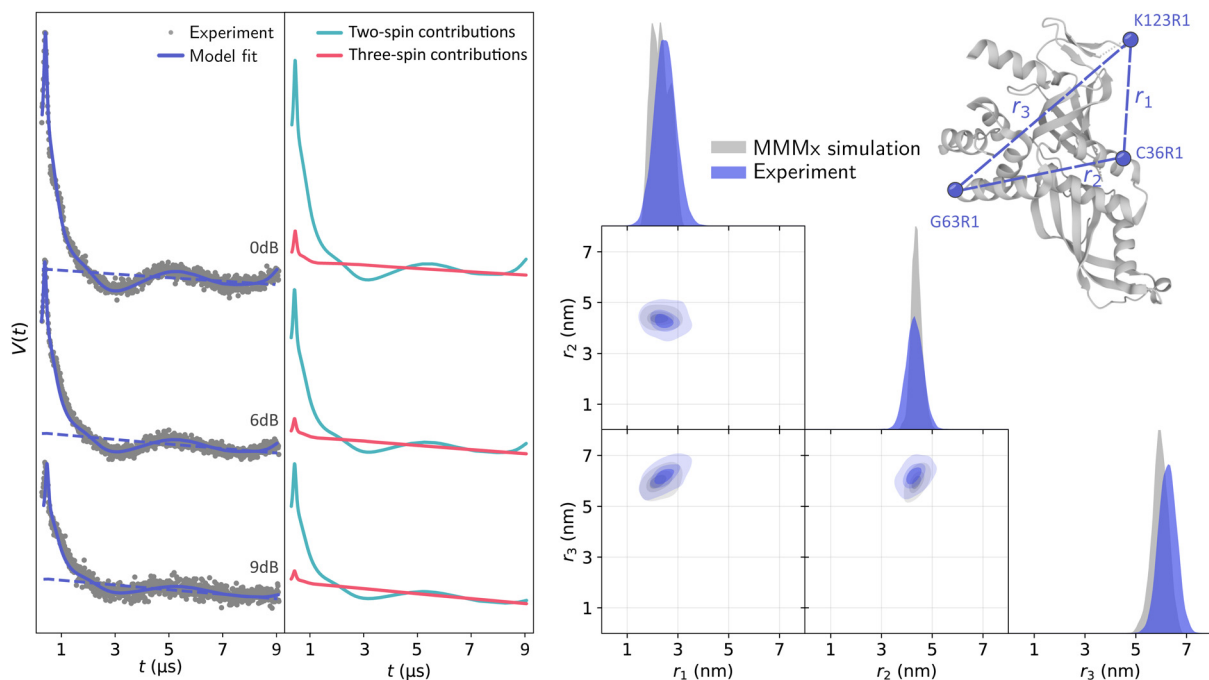 Experiment
Model fit
Two-spin contributions
Three-spin contributions
0dB
6dB
9dB
V(t)
1 3 5 7 9
t (μs)
1 3 5 7 9
t (μs)
MMMx simulation
Experiment
K123R1
r1
r3
C36R1
r2
G63R1
7
5
3
1
r2 (nm)
7
5
3
1
r3 (nm)
1 3 5 7
r1 (nm)
1 3 5 7
r2 (nm)
1 3 5 7
r3 (nm)